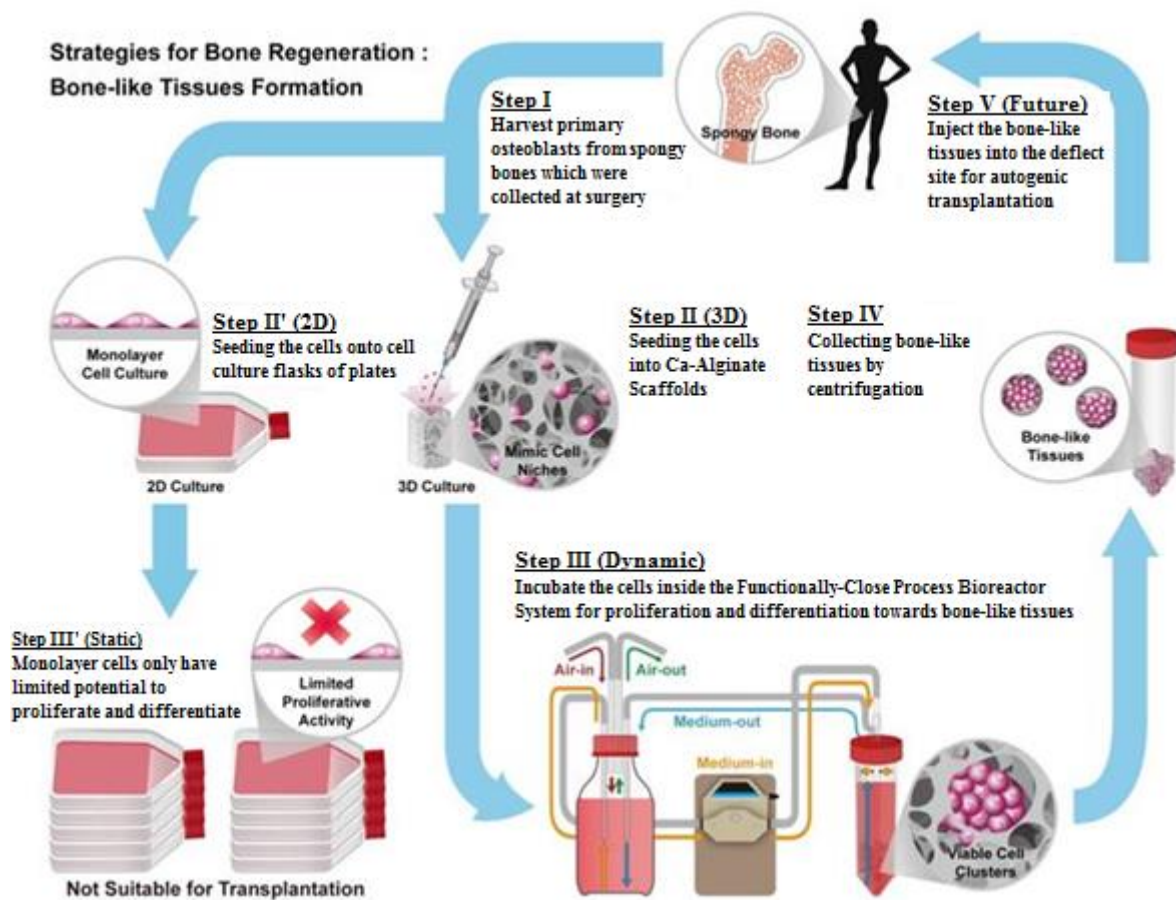 Strategies for Bone Regeneration :
Bone-like Tissues Formation
Step I
Harvest primary
osteoblasts from spongy
bones which were
collected at surgery
Spongy Bone
Step V (Future)
Inject the bone-like
tissues into the deflect
site for autogenic
transplantation
Monolayer
Cell Culture
Step II' (2D)
Seeding the cells onto cell
culture flasks of plates
2D Culture
Mimic Cell
Niches
3D Culture
Step II (3D)
Seeding the cells
into Ca-Alginate
Scaffolds
Step IV
Collecting bone-like
tissues by
centrifugation
Bone-like
Tissues
Step III (Dynamic)
Incubate the cells inside the Functionally-Close Process Bioreactor
System for proliferation and differentiation towards bone-like tissues
Step III' (Static)
Monolayer cells only have
limited potential to
proliferate and differentiate
Limited
Proliferative
Activity
Not Suitable for Transplantation
Air-in
Air-out
Medium-out
Medium-in
Viable Cell
Clusters